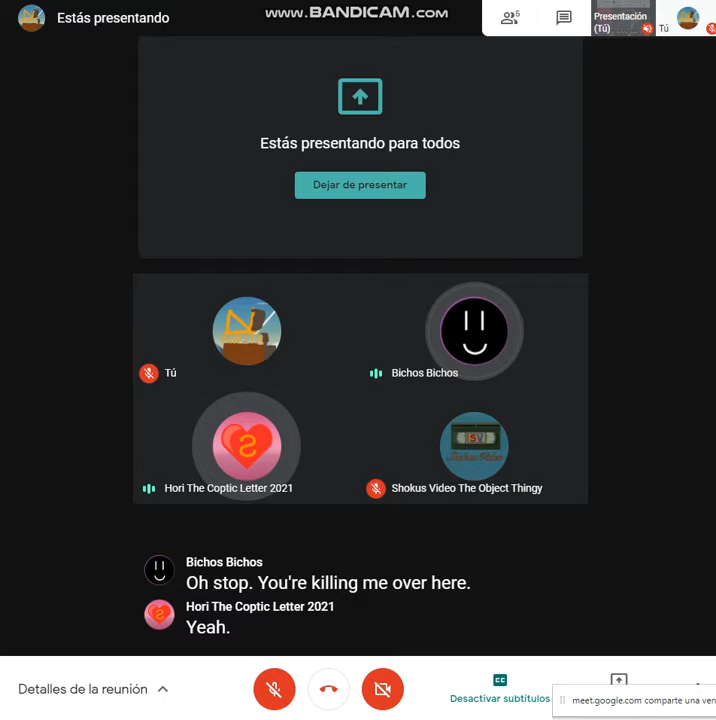 Estás presentando
WWW.BANDICAM.COM
5
Presentación
(Tú)
Tú
Estás presentando para todos
Dejar de presentar
Tú
Bichos Bichos
Hori The Coptic Letter 2021
Shokus Video The Object Thingy
Bichos Bichos
Oh stop. You're killing me over here.
Hori The Coptic Letter 2021
Yeah.
Detalles de la reunión
CC
Desactivar subtítulos
meet.google.com comparte una ven